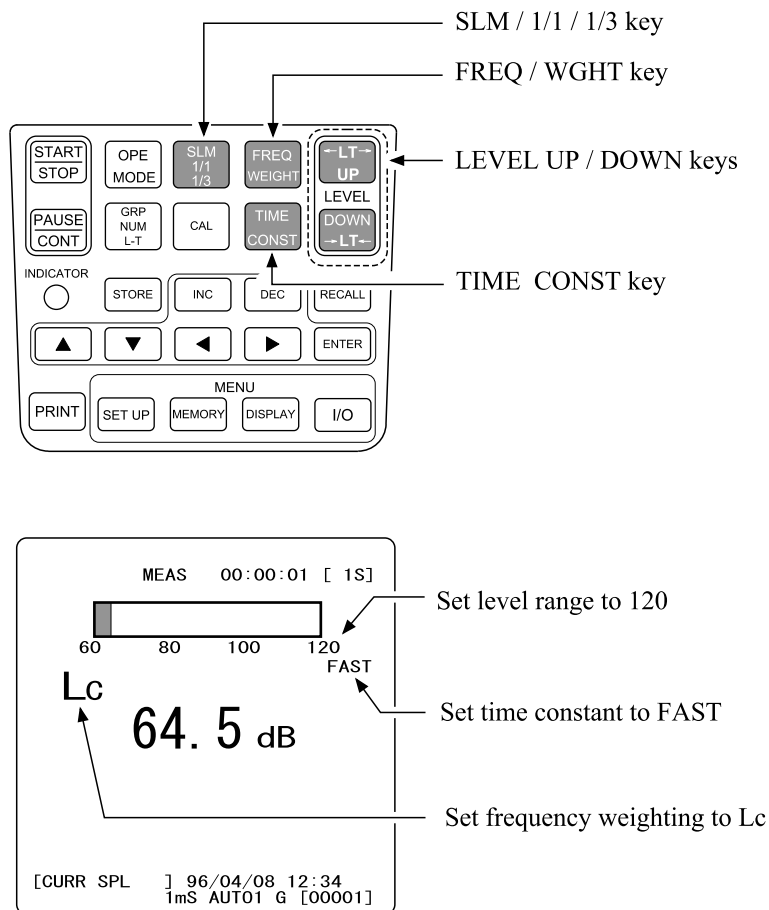 SLM / 1/1 / 1/3 key
FREQ / WGHT key
LEVEL UP / DOWN keys
TIME CONST key
START
STOP
OPE
MODE
SLM
1/1
1/3
FREQ
WEIGHT
←LT→
UP
LEVEL
DOWN
→LT←
PAUSE
CONT
GRP
NUM
L-T
CAL
TIME
CONST
INDICATOR
STORE
INC
DEC
RECALL
▲
▼
◀
▶
ENTER
PRINT
MENU
SET UP
MEMORY
DISPLAY
I/O
MEAS 00:00:01 [ 1S]
60 80 100 120
FAST
Lc
64.5 dB
[CURR SPL ] 96/04/08 12:34
1mS AUTO1 G [00001]
Set level range to 120
Set time constant to FAST
Set frequency weighting to Lc